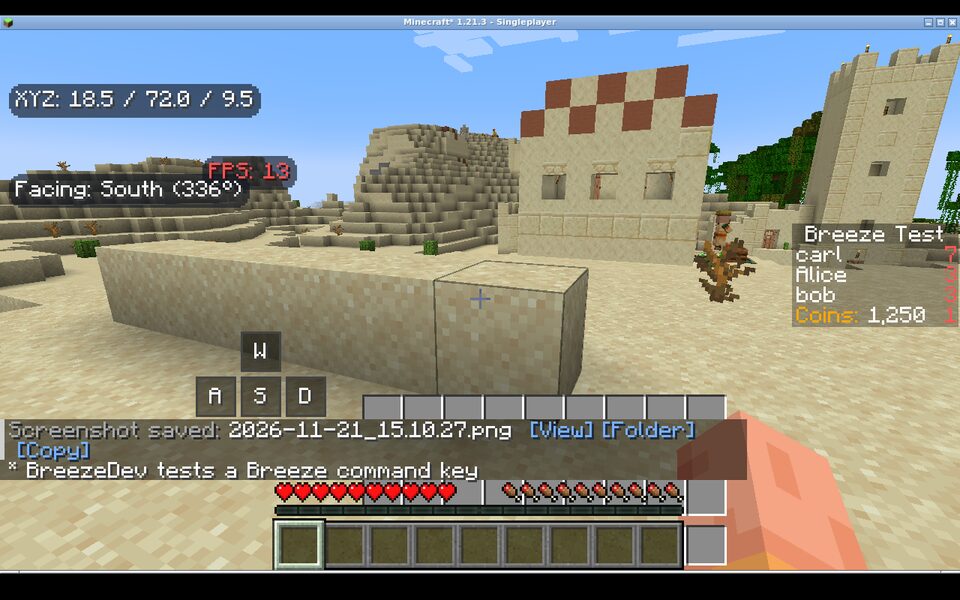 Minecraft* 1.21.3 - Singleplayer
XYZ: 18.5 / 72.0 / 9.5
FPS: 13
Facing: South (336°)
Breeze Test
carl 7
Alice
bob
Coins: 1,250 1
W
A S D
Screenshot saved: 2026-11-21_15.10.27.png [View] [Folder]
[Copy]
* BreezeDev tests a Breeze command key